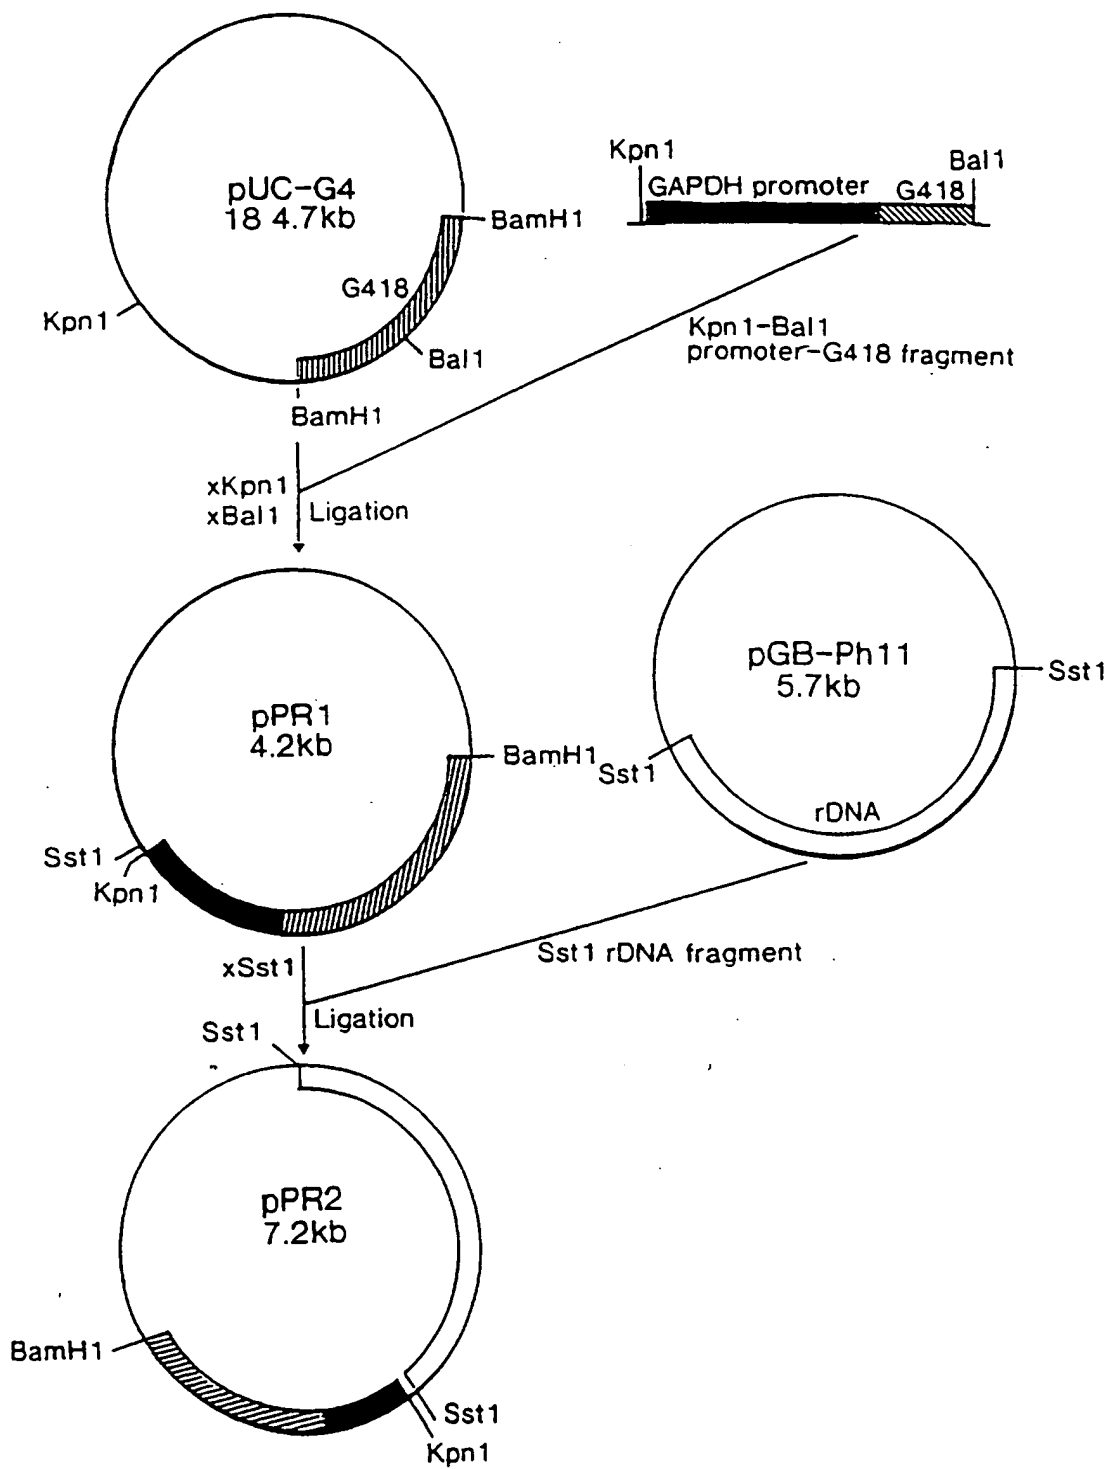 pUC-G4
18 4.7kb
BamH1
G418
Kpn1
Bal1
BamH1
Kpn1
Bal1
GAPDH promoter
G418
Kpn1-Bal1
promoter-G418 fragment
xKpn1
xBal1
Ligation
pPR1
4.2kb
BamH1
Sst1
Kpn1
pGB-Ph11
5.7kb
Sst1
Sst1
rDNA
xSst1
Sst1 rDNA fragment
Ligation
Sst1
pPR2
7.2kb
BamH1
Sst1
Kpn1